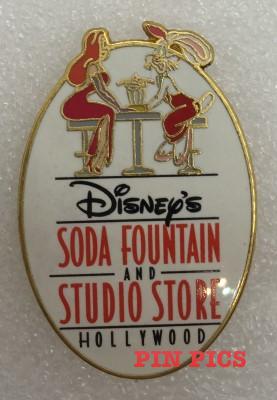 Disney's
SODA FOUNTAIN
AND
STUDIO STORE
HOLLYWOOD
PIN PICS